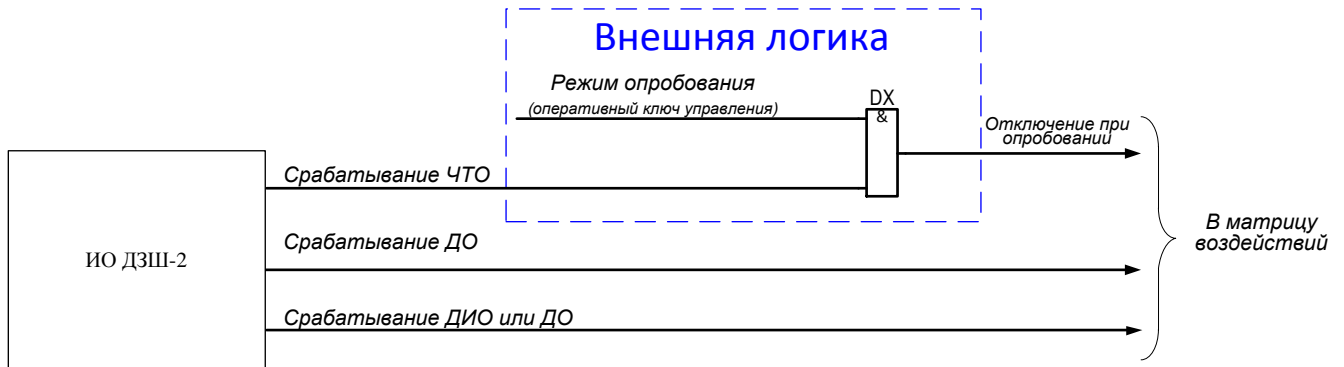 Внешняя логика
Режим опробования
(оперативный ключ управления)
DX
&
Отключение при
опробовании
Срабатывание ЧТО
Срабатывание ДО
ИО ДЗШ-2
Срабатывание ДИО или ДО
В матрицу
воздействий